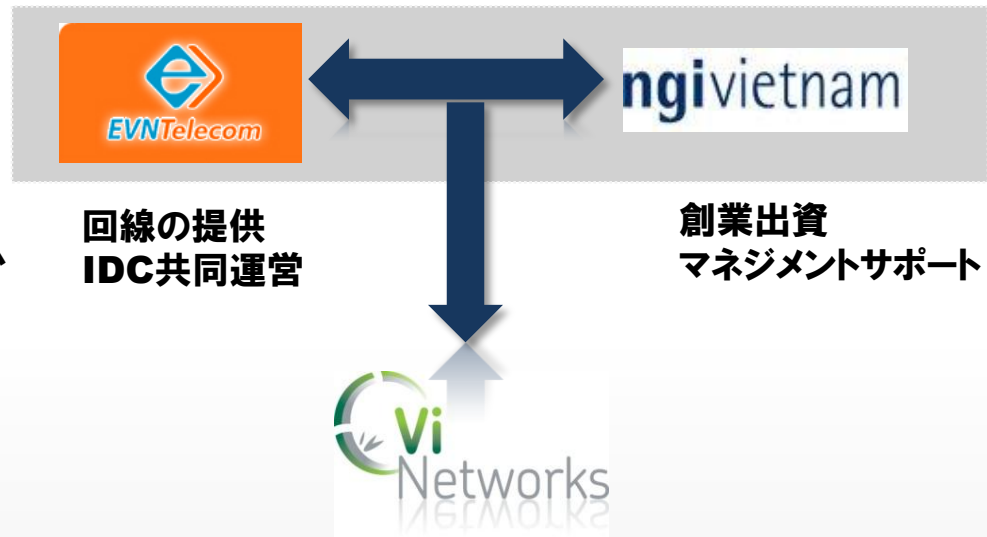 EVNTelecom
ngivietnam
回線の提供
IDC共同運営
創業出資
マネジメントサポート
Vi
Networks